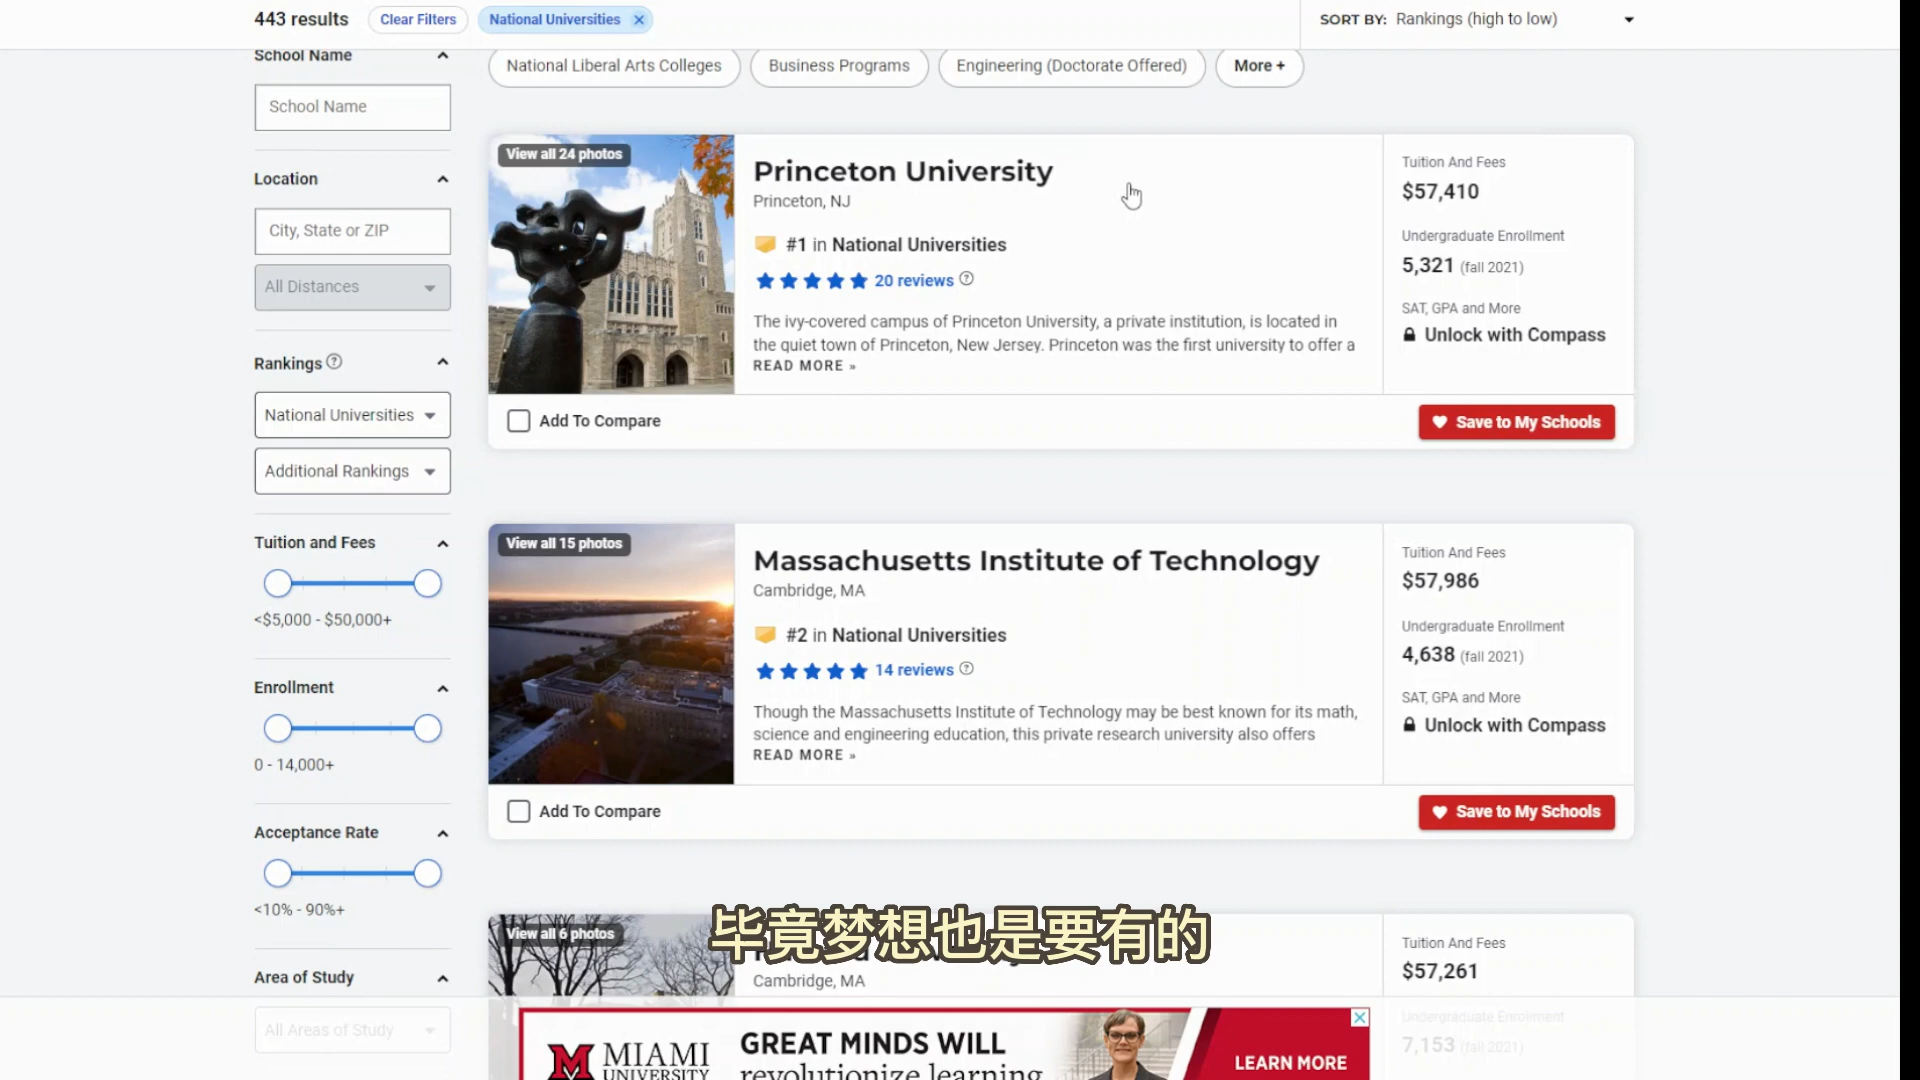 443 results
Clear Filters
National Universities ×
SORT BY: Rankings (high to low)
School Name
School Name
Location
City, State or ZIP
All Distances
Rankings
National Universities
Additional Rankings
Tuition and Fees
<$5,000 - $50,000+
Enrollment
0 - 14,000+
Acceptance Rate
<10% - 90%+
Area of Study
All Areas of Study
National Liberal Arts Colleges
Business Programs
Engineering (Doctorate Offered)
More +
View all 24 photos
Princeton University
Princeton, NJ
#1 in National Universities
20 reviews
The ivy-covered campus of Princeton University, a private institution, is located in
the quiet town of Princeton, New Jersey. Princeton was the first university to offer a
READ MORE »
Tuition And Fees
$57,410
Undergraduate Enrollment
5,321 (fall 2021)
SAT, GPA and More
Unlock with Compass
Add To Compare
Save to My Schools
View all 15 photos
Massachusetts Institute of Technology
Cambridge, MA
#2 in National Universities
14 reviews
Though the Massachusetts Institute of Technology may be best known for its math,
science and engineering education, this private research university also offers
READ MORE »
Tuition And Fees
$57,986
Undergraduate Enrollment
4,638 (fall 2021)
SAT, GPA and More
Unlock with Compass
Add To Compare
Save to My Schools
View all 6 photos
毕竟梦想也是要有的
Cambridge, MA
Tuition And Fees
$57,261
Undergraduate Enrollment
7,153 (fall 2021)
MIAMI
UNIVERSITY
GREAT MINDS WILL
revolutionize learning
LEARN MORE